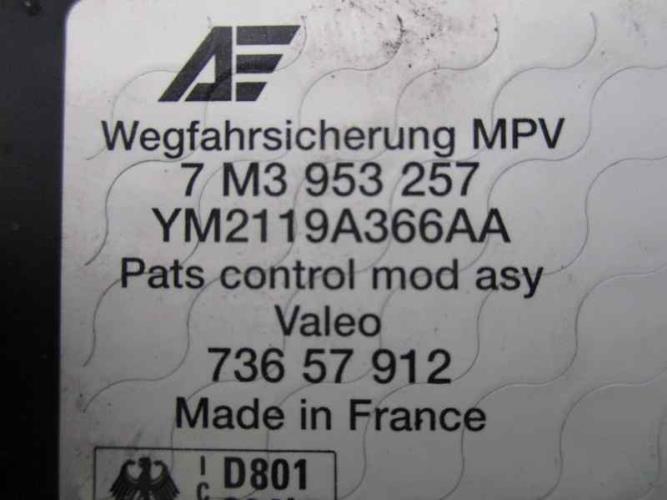 AE
Wegfahrsicherung MPV
7 M3 953 257
YM2119A366AA
Pats control mod asy
Valeo
736 57 912
Made in France
I D801
C